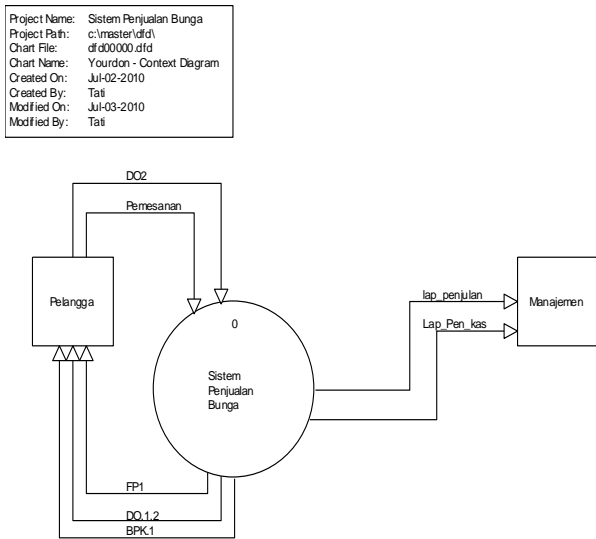 Project Name: Sistem Penjualan Bunga
Project Path: c:\master\dfd\
Chart File: dfd00000.dfd
Chart Name: Yourdon - Context Diagram
Created On: Jul-02-2010
Created By: Tati
Modified On: Jul-03-2010
Modified By: Tati
DO2
Pemesanan
Pelangga
0
Sistem
Penjualan
Bunga
lap_penjulan
Lap_Pen_kas
Manajemen
FP1
DO.1.2
BPK.1